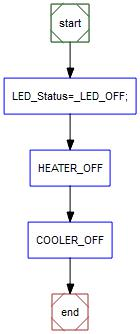 start
LED_Status=_LED_OFF;
HEATER_OFF
COOLER_OFF
end